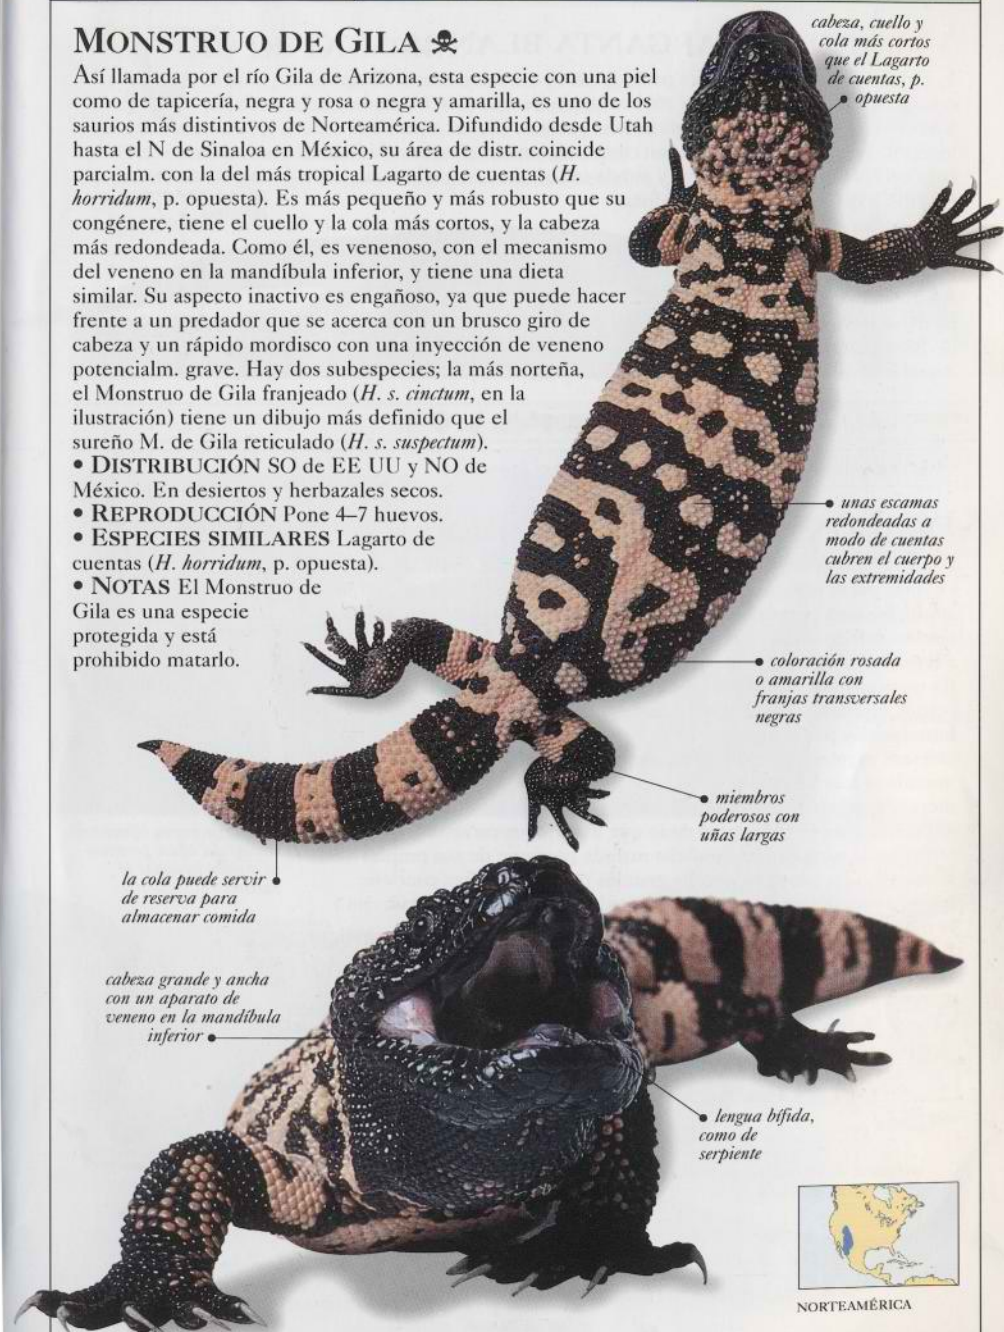 MONSTRUO DE GILA ☠
Así llamada por el río Gila de Arizona, esta especie con una piel
como de tapicería, negra y rosa o negra y amarilla, es uno de los
saurios más distintivos de Norteamérica. Difundido desde Utah
hasta el N de Sinaloa en México, su área de distr. coincide
parcialm. con la del más tropical Lagarto de cuentas (H.
horridum, p. opuesta). Es más pequeño y más robusto que su
congénere, tiene el cuello y la cola más cortos, y la cabeza
más redondeada. Como él, es venenoso, con el mecanismo
del veneno en la mandíbula inferior, y tiene una dieta
similar. Su aspecto inactivo es engañoso, ya que puede hacer
frente a un predador que se acerca con un brusco giro de
cabeza y un rápido mordisco con una inyección de veneno
potencialm. grave. Hay dos subespecies; la más norteña,
el Monstruo de Gila franjeado (H. s. cinctum, en la
ilustración) tiene un dibujo más definido que el
sureño M. de Gila reticulado (H. s. suspectum).
• DISTRIBUCIÓN SO de EE UU y NO de
México. En desiertos y herbazales secos.
• REPRODUCCIÓN Pone 4–7 huevos.
• ESPECIES SIMILARES Lagarto de
cuentas (H. horridum, p. opuesta).
• NOTAS El Monstruo de
Gila es una especie
protegida y está
prohibido matarlo.
cabeza, cuello y
cola más cortos
que el Lagarto
de cuentas, p.
opuesta
unas escamas
redondeadas a
modo de cuentas
cubren el cuerpo y
las extremidades
coloración rosada
o amarilla con
franjas transversales
negras
miembros
poderosos con
uñas largas
la cola puede servir
de reserva para
almacenar comida
cabeza grande y ancha
con un aparato de
veneno en la mandíbula
inferior
lengua bífida,
como de
serpiente
NORTEAMÉRICA